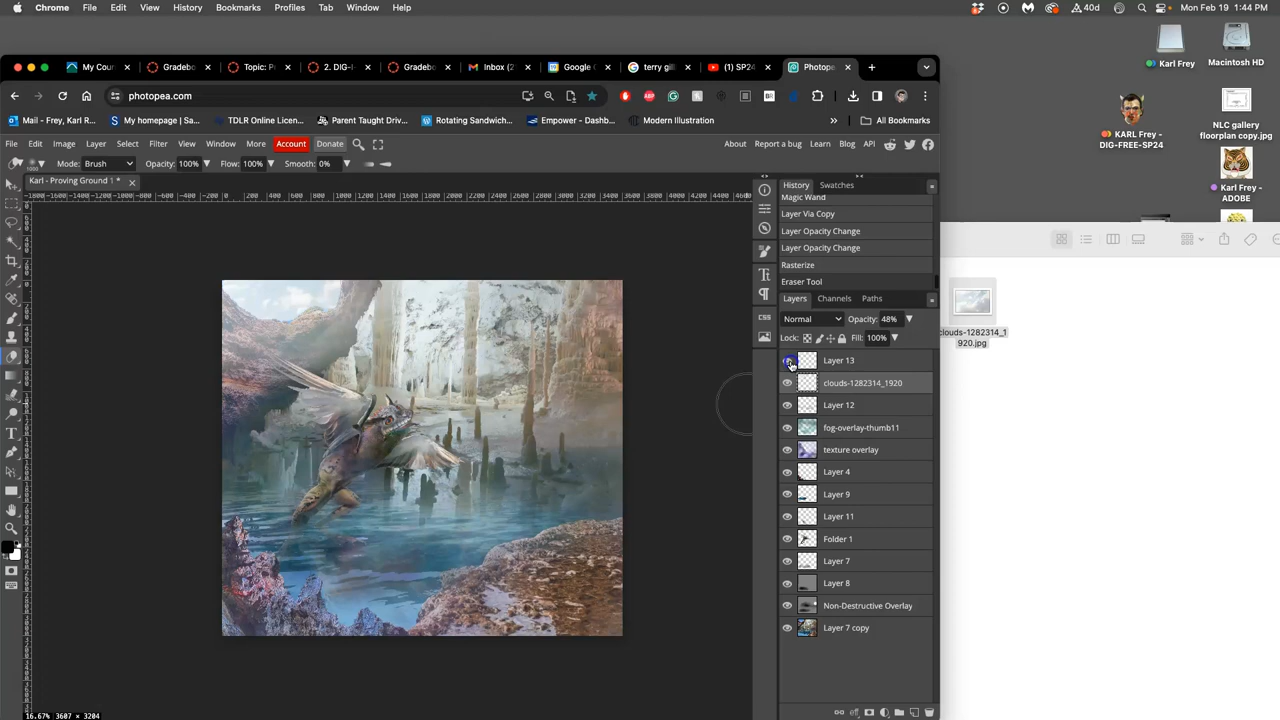 Chrome File Edit View History Bookmarks Profiles Tab Window Help 40d Mon Feb 19 1:44 PM
My Cour Gradebo Topic: P 2. DIG-I Gradebo Inbox (2 Google C terry gill (1) SP24 Photopea
photopea.com
Mail - Frey, Karl R... My homepage | Sa... TDLR Online Licen... Parent Taught Driv... Rotating Sandwich... Empower - Dashb... Modern Illustration » All Bookmarks
File Edit Image Layer Select Filter View Window More Account Donate About Report a bug Learn Blog API
Mode: Brush Opacity: 100% Flow: 100% Smooth: 0%
Karl - Proving Ground 1 *
History Swatches
Magic Wand
Layer Via Copy
Layer Opacity Change
Layer Opacity Change
Rasterize
Eraser Tool
Layers Channels Paths
Normal Opacity: 48%
Lock: Fill: 100%
Layer 13
clouds-1282314_1920
Layer 12
fog-overlay-thumb11
texture overlay
Layer 4
Layer 9
Layer 11
Folder 1
Layer 7
Layer 8
Non-Destructive Overlay
Layer 7 copy
CSS
16.67% 3607 × 3204
Karl Frey
Macintosh HD
KARL Frey -
DIG-FREE-SP24
NLC gallery
floorplan copy.jpg
KARL Frey -
ADOBE
clouds-1282314_1
920.jpg